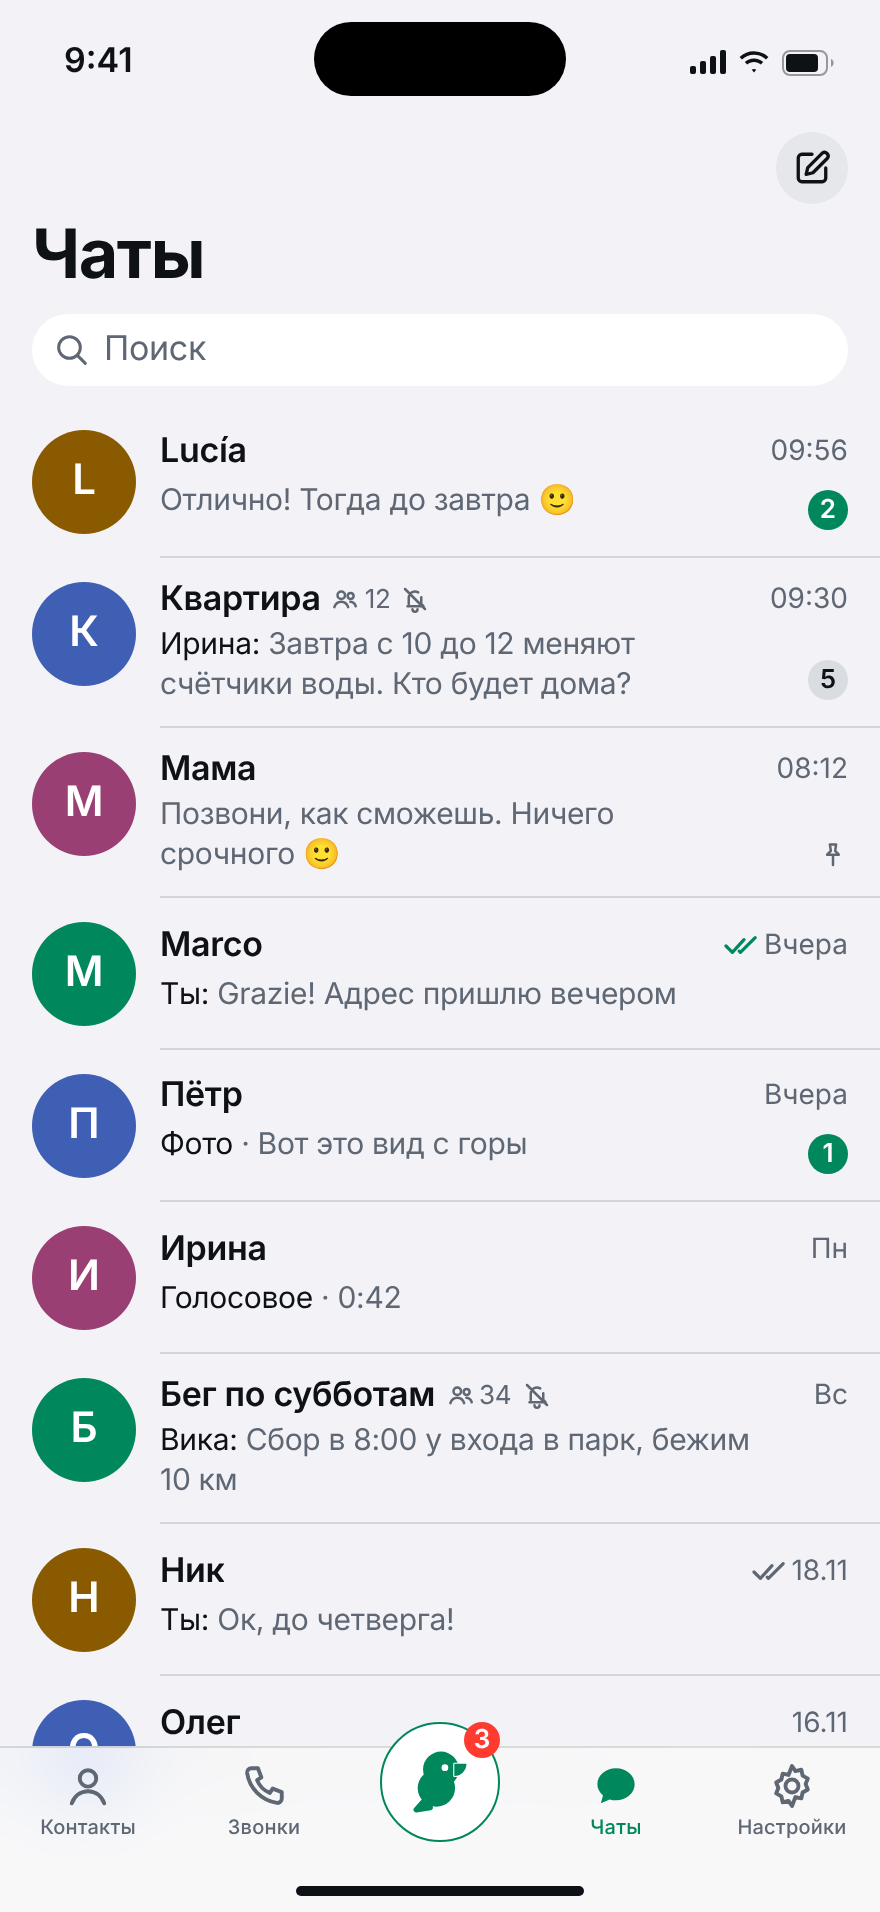 9:41
Чаты
Поиск
L
Lucía
09:56
Отлично! Тогда до завтра 🙂
2
К
Квартира 12
09:30
Ирина: Завтра с 10 до 12 меняют
счётчики воды. Кто будет дома?
5
М
Мама
08:12
Позвони, как сможешь. Ничего
срочного 🙂
M
Marco
Вчера
Ты: Grazie! Адрес пришлю вечером
П
Пётр
Вчера
Фото · Вот это вид с горы
1
И
Ирина
Пн
Голосовое · 0:42
Б
Бег по субботам 34
Вс
Вика: Сбор в 8:00 у входа в парк, бежим
10 км
Н
Ник
18.11
Ты: Ок, до четверга!
О
Олег
16.11
3
Контакты
Звонки
Чаты
Настройки